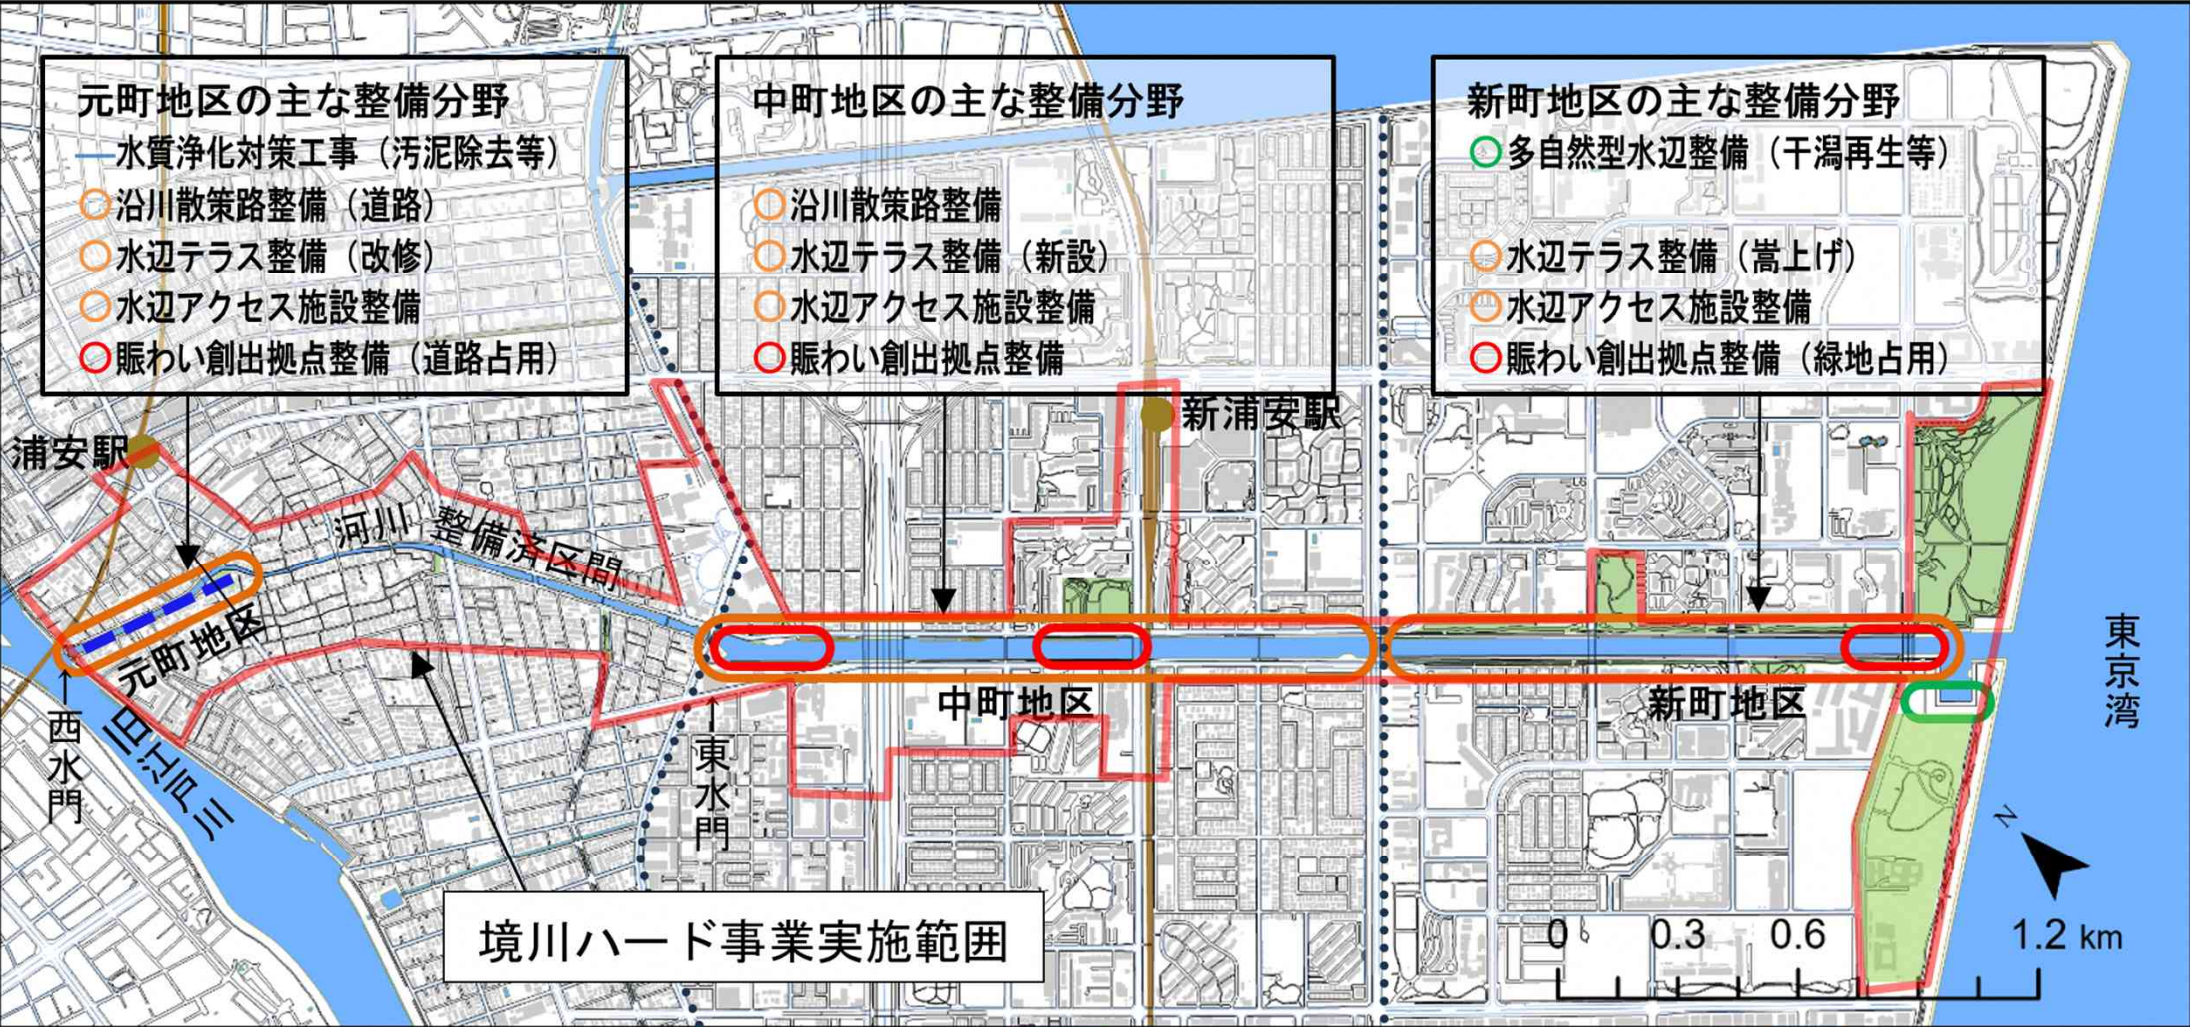 元町地区の主な整備分野
水質浄化対策工事（汚泥除去等）
沿川散策路整備（道路）
水辺テラス整備（改修）
水辺アクセス施設整備
賑わい創出拠点整備（道路占用）
中町地区の主な整備分野
沿川散策路整備
水辺テラス整備（新設）
水辺アクセス施設整備
賑わい創出拠点整備
新町地区の主な整備分野
多自然型水辺整備（干潟再生等）
水辺テラス整備（嵩上げ）
水辺アクセス施設整備
賑わい創出拠点整備（緑地占用）
浦安駅
新浦安駅
河川 整備済区間
元町地区
中町地区
新町地区
西水門
旧江戸川
東水門
東京湾
境川ハード事業実施範囲
N
0 0.3 0.6 1.2 km